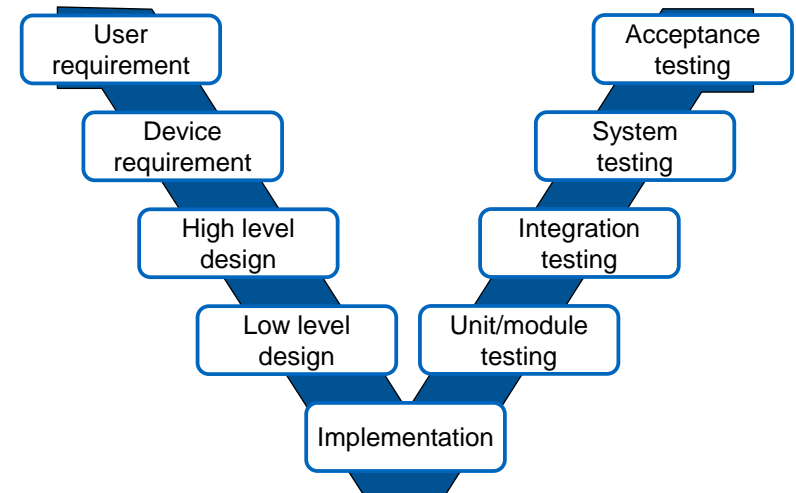 User
requirement
Acceptance
testing
Device
requirement
System
testing
High level
design
Integration
testing
Low level
design
Unit/module
testing
Implementation